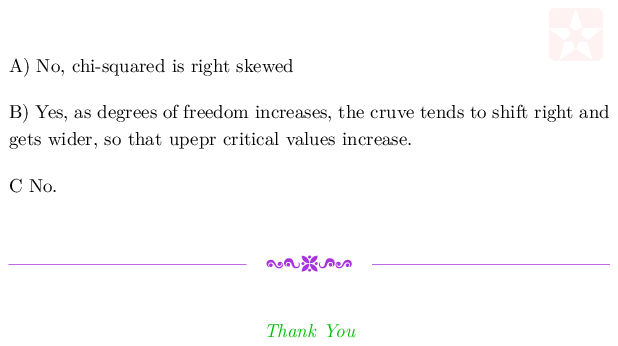 A) No, chi-squared is right skewed
B) Yes, as degrees of freedom increases, the cruve tends to shift right and
gets wider, so that upepr critical values increase.
C No.
Thank You